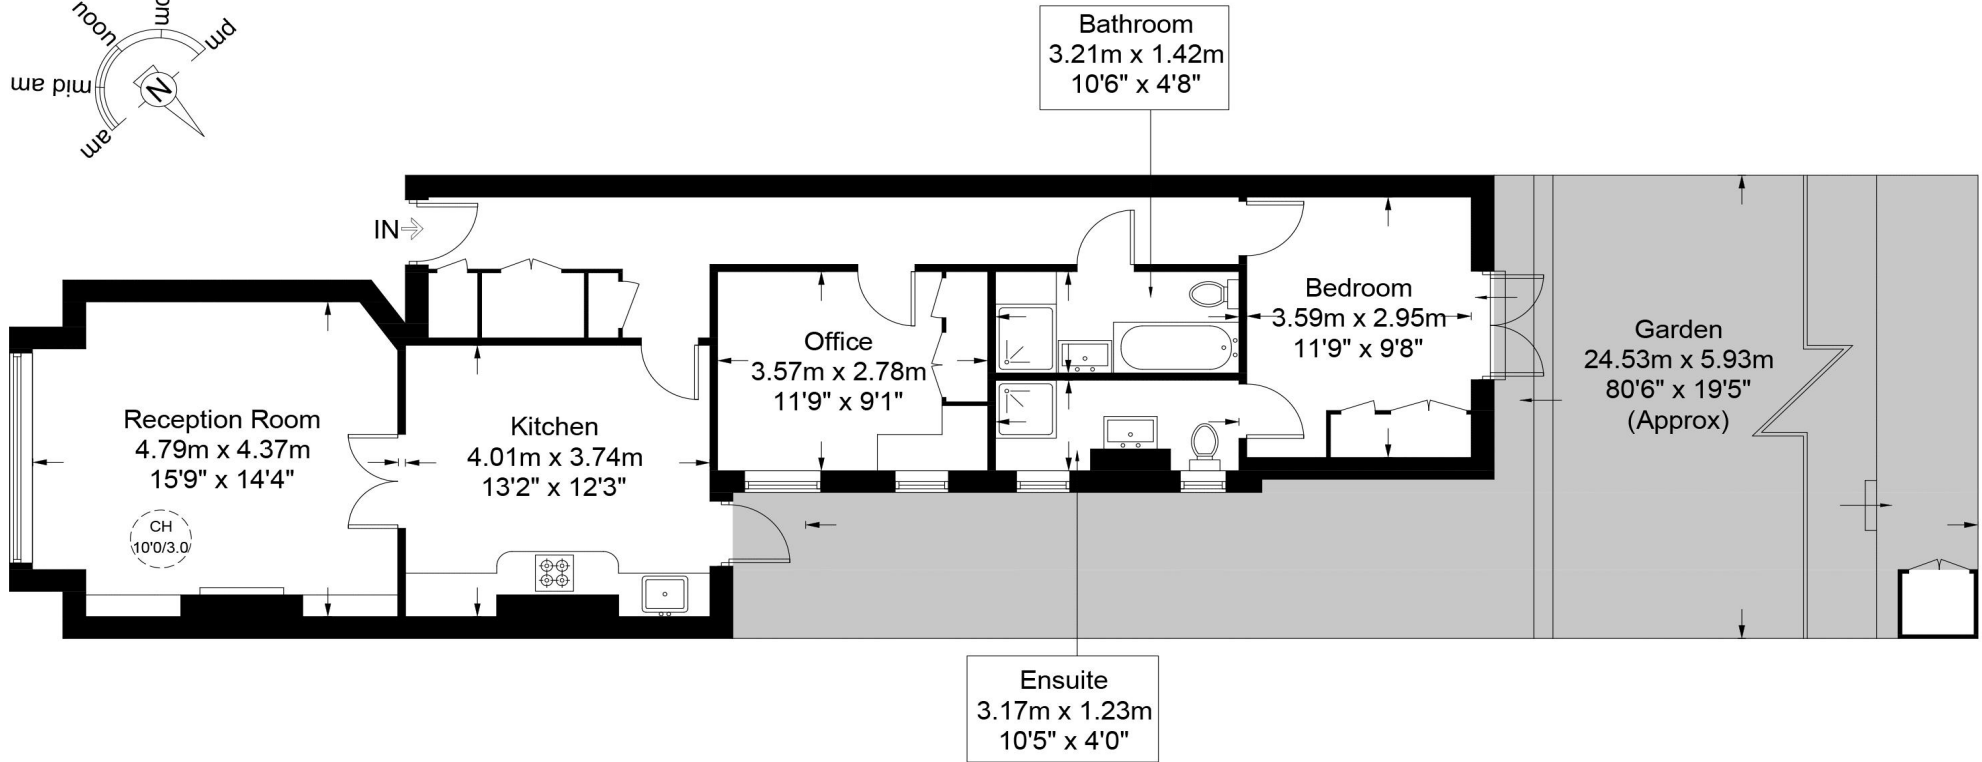 noon
pm
pm
mid am
am
N
Bathroom
3.21m x 1.42m
10'6" x 4'8"
IN
Reception Room
4.79m x 4.37m
15'9" x 14'4"
CH
10'0/3.0
Kitchen
4.01m x 3.74m
13'2" x 12'3"
Office
3.57m x 2.78m
11'9" x 9'1"
Bedroom
3.59m x 2.95m
11'9" x 9'8"
Garden
24.53m x 5.93m
80'6" x 19'5"
(Approx)
Ensuite
3.17m x 1.23m
10'5" x 4'0"